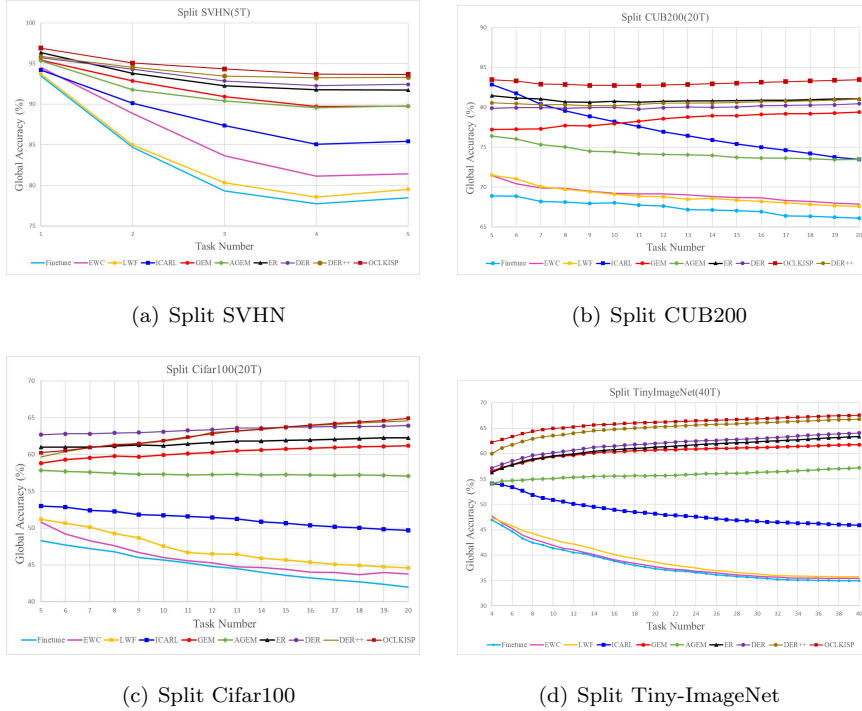 Split SVHN(5T)
100
95
90
85
80
75
Global Accuracy (%)
1 2 3 4 5
Task Number
Finetune EWC LWF ICARL GEM AGEM ER DER DER++ OCLKISP
(a) Split SVHN
Split CUB200(20T)
90
85
80
75
70
65
60
Global Accuracy (%)
5 6 7 8 9 10 11 12 13 14 15 16 17 18 19 20
Task Number
Finetune EWC LWF ICARL GEM AGEM ER DER OCLKISP DER++
(b) Split CUB200
Split Cifar100(20T)
70
65
60
55
50
45
40
Global Accuracy (%)
5 6 7 8 9 10 11 12 13 14 15 16 17 18 19 20
Task Number
Finetune EWC LWF ICARL GEM AGEM ER DER DER++ OCLKISP
(c) Split Cifar100
Split TinyImageNet(40T)
75
70
65
60
55
50
45
40
35
30
Global Accuracy (%)
4 6 8 10 12 14 16 18 20 22 24 26 28 30 32 34 36 38 40
Task Number
Finetune EWC LWF ICARL GEM AGEM ER DER DER++ OCLKISP
(d) Split Tiny-ImageNet